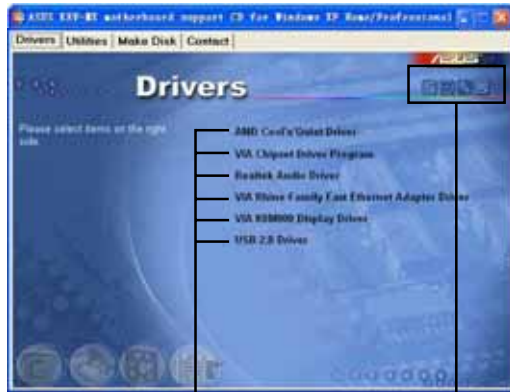 ASUS K8V-MX motherboard support CD for Windows XP Home/Professional
Drivers Utilities Make Disk Contact
ASUS
Drivers
Please select items on the right side.
AMD Cool'n'Quiet Driver
VIA Chipset Driver Program
Realtek Audio Driver
VIA Rhine Family Fast Ethernet Adapter Driver
VIA K8M800 Display Driver
USB 2.0 Driver